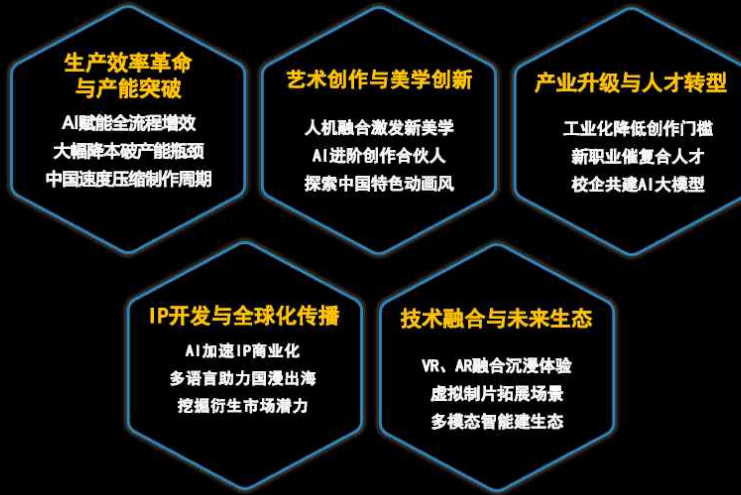 生产效率革命
与产能突破
AI赋能全流程增效
大幅降本破产能瓶颈
中国速度压缩制作周期
艺术创作与美学创新
人机融合激发新美学
AI进阶创作合伙人
探索中国特色动画风
产业升级与人才转型
工业化降低创作门槛
新职业催复合人才
校企共建AI大模型
IP开发与全球化传播
AI加速IP商业化
多语言助力国漫出海
挖掘衍生市场潜力
技术融合与未来生态
VR、AR融合沉浸体验
虚拟制片拓展场景
多模态智能建生态